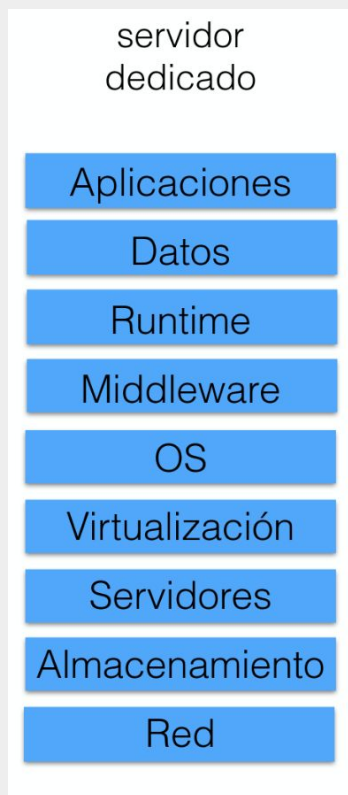 servidor
dedicado
Aplicaciones
Datos
Runtime
Middleware
OS
Virtualización
Servidores
Almacenamiento
Red